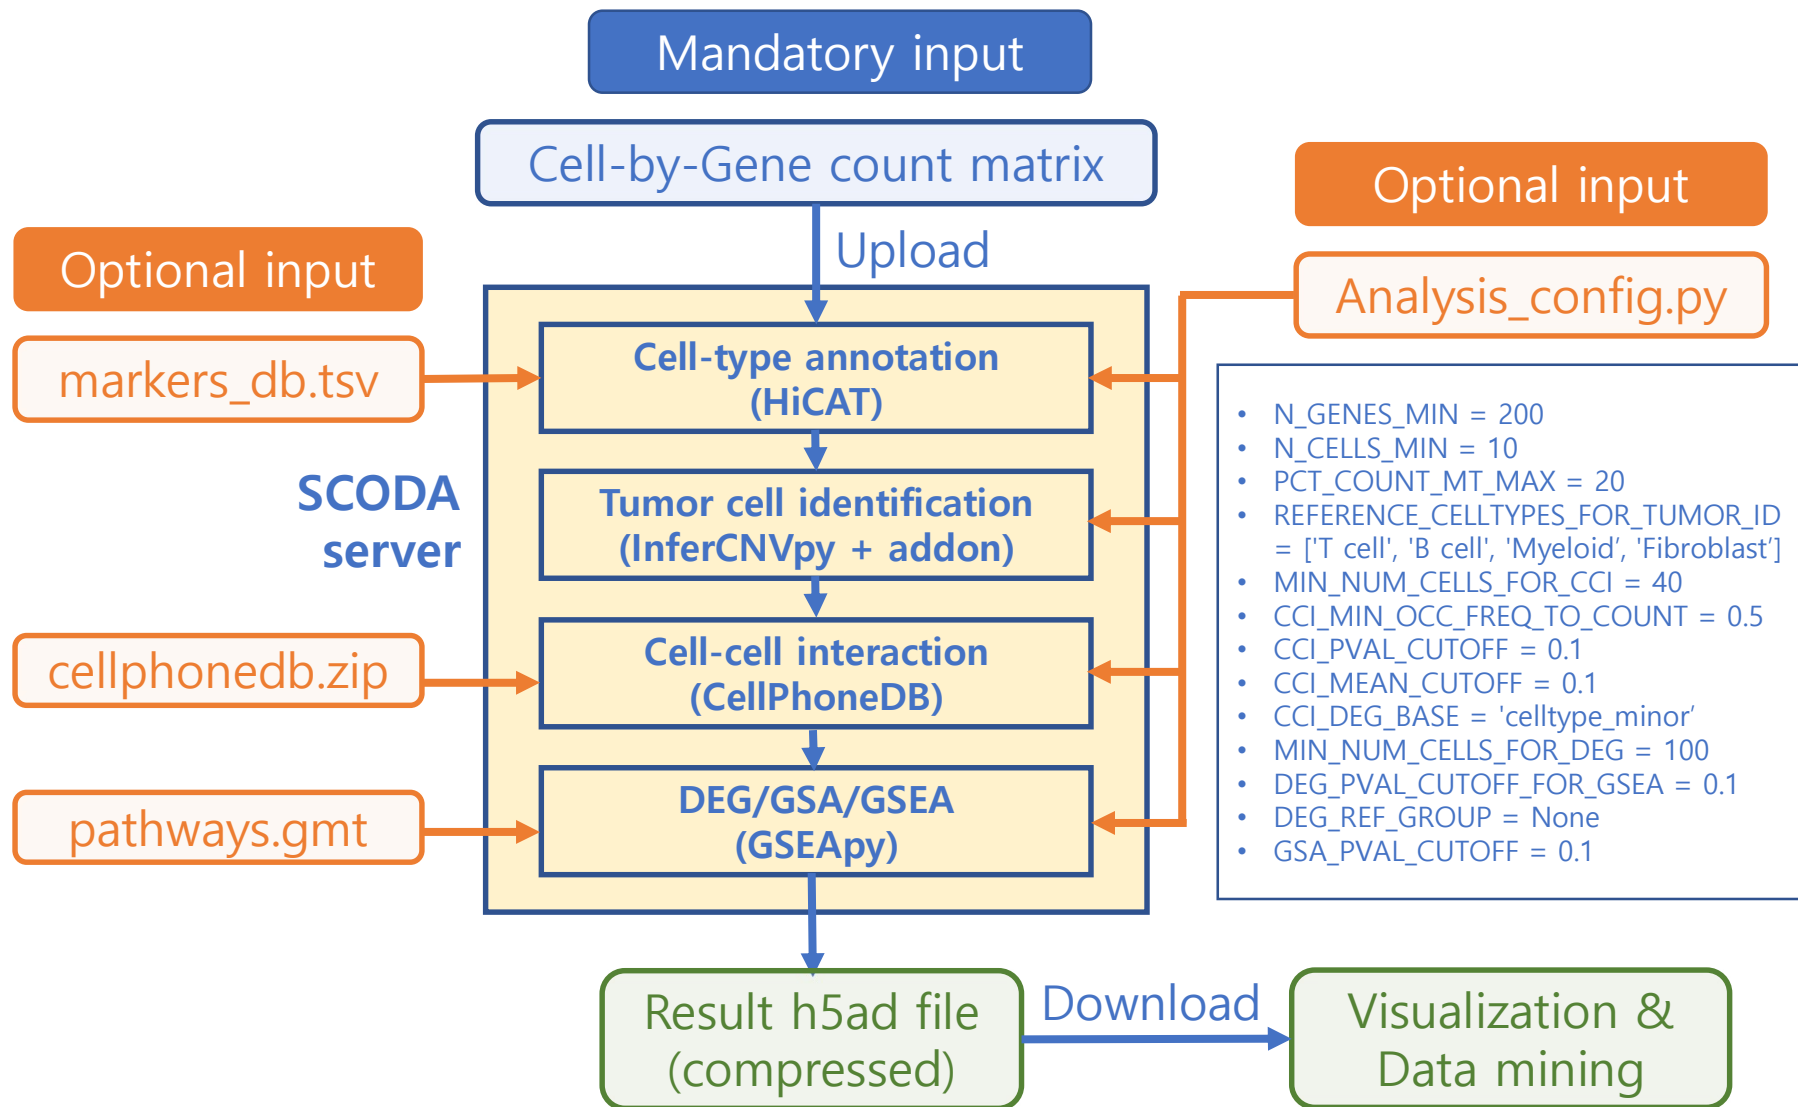 Mandatory input
Cell-by-Gene count matrix
Upload
Optional input
markers_db.tsv
SCODA
server
cellphonedb.zip
pathways.gmt
Cell-type annotation
(HiCAT)
Tumor cell identification
(InferCNVpy + addon)
Cell-cell interaction
(CellPhoneDB)
DEG/GSA/GSEA
(GSEApy)
Optional input
Analysis_config.py
• N_GENES_MIN = 200
• N_CELLS_MIN = 10
• PCT_COUNT_MT_MAX = 20
• REFERENCE_CELLTYPES_FOR_TUMOR_ID
= ['T cell', 'B cell', 'Myeloid’, 'Fibroblast’]
• MIN_NUM_CELLS_FOR_CCI = 40
• CCI_MIN_OCC_FREQ_TO_COUNT = 0.5
• CCI_PVAL_CUTOFF = 0.1
• CCI_MEAN_CUTOFF = 0.1
• CCI_DEG_BASE = 'celltype_minor’
• MIN_NUM_CELLS_FOR_DEG = 100
• DEG_PVAL_CUTOFF_FOR_GSEA = 0.1
• DEG_REF_GROUP = None
• GSA_PVAL_CUTOFF = 0.1
Result h5ad file
(compressed)
Download
Visualization &
Data mining